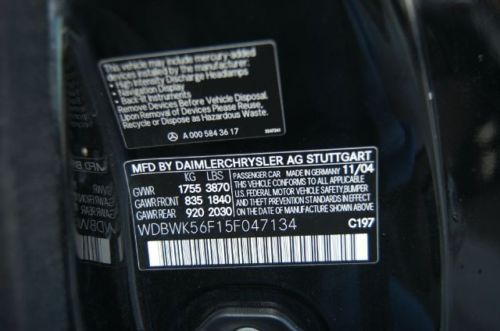 This vehicle may have mercury added
devices installed by the manufacturer:
- High Intensity Discharge Headlamps
- Navigation Display
- Back-lit Instruments
Remove Devices Before Vehicle Disposal.
Upon Removal of Devices Please Reuse,
Recycle or Dispose as Hazardous Waste.
A 000 584 36 17
MFD BY DAIMLERCHRYSLER AG STUTTGART
KG LBS PASSENGER CAR Made in Germany 11/04
GVWR 1755 3870 THIS VEHICLE CONFORMS TO ALL
GAWR FRONT 835 1840 APPLICABLE U.S. FEDERAL
GAWR REAR 920 2030 MOTOR VEHICLE SAFETY, BUMPER
AND THEFT PREVENTION STANDARDS
IN EFFECT ON THE DATE OF
MANUFACTURE SHOWN ABOVE.
WDBWK56F15F047134 C197